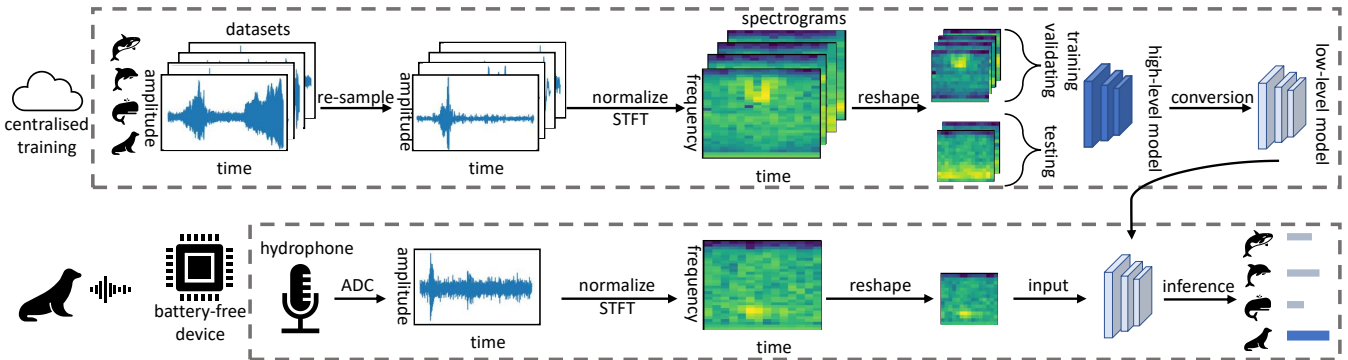 datasets
spectrograms
centralised
training
amplitude
time
re-sample
amplitude
time
normalize
STFT
frequency
time
reshape
training
validating
testing
high-level model
conversion
low-level model
battery-free
device
hydrophone
ADC
amplitude
time
normalize
STFT
frequency
time
reshape
input
inference